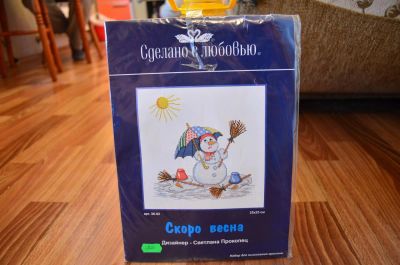 Сделано с любовью
Скоро весна
Дизайнер - Светлана Прокопец